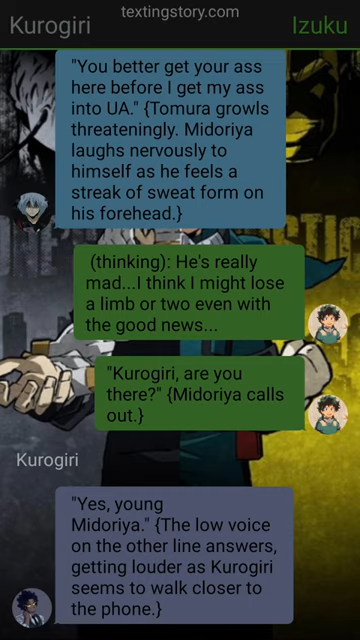 textingstory.com
Kurogiri Izuku
"You better get your ass
here before I get my ass
into UA." {Tomura growls
threateningly. Midoriya
laughs nervously to
himself as he feels a
streak of sweat form on
his forehead.}
(thinking): He's really
mad...I think I might lose
a limb or two even with
the good news...
"Kurogiri, are you
there?" {Midoriya calls
out.}
Kurogiri
"Yes, young
Midoriya." {The low voice
on the other line answers,
getting louder as Kurogiri
seems to walk closer to
the phone.}